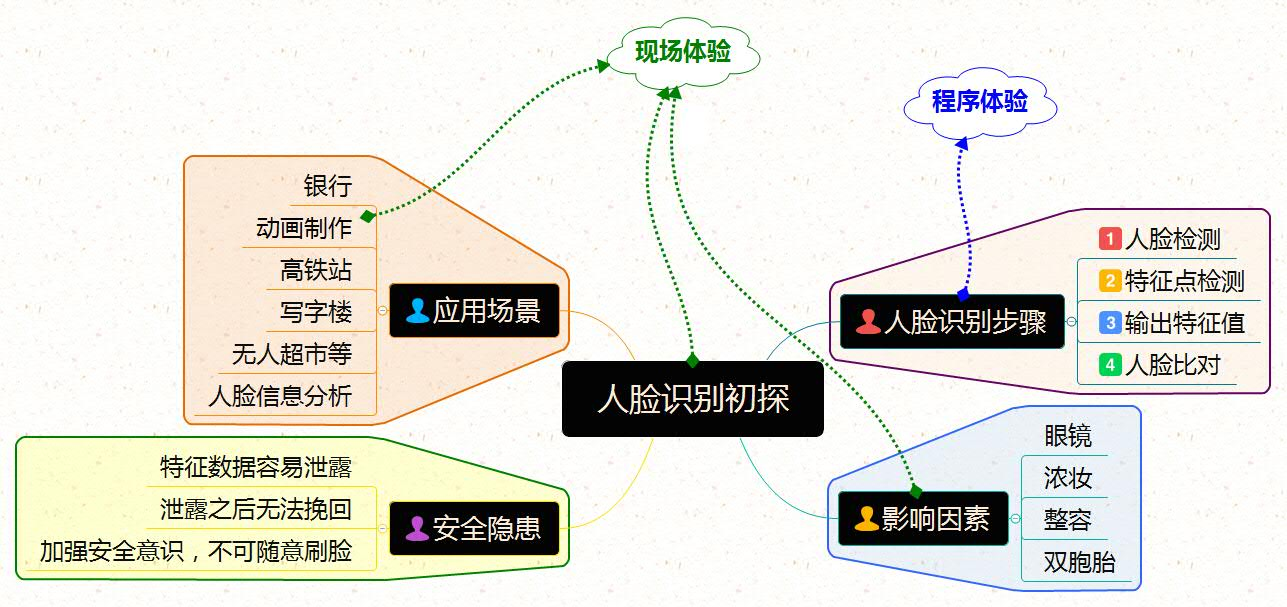 现场体验
程序体验
人脸识别初探
应用场景
银行
动画制作
高铁站
写字楼
无人超市等
人脸信息分析
安全隐患
特征数据容易泄露
泄露之后无法挽回
加强安全意识，不可随意刷脸
人脸识别步骤
1 人脸检测
2 特征点检测
3 输出特征值
4 人脸比对
影响因素
眼镜
浓妆
整容
双胞胎